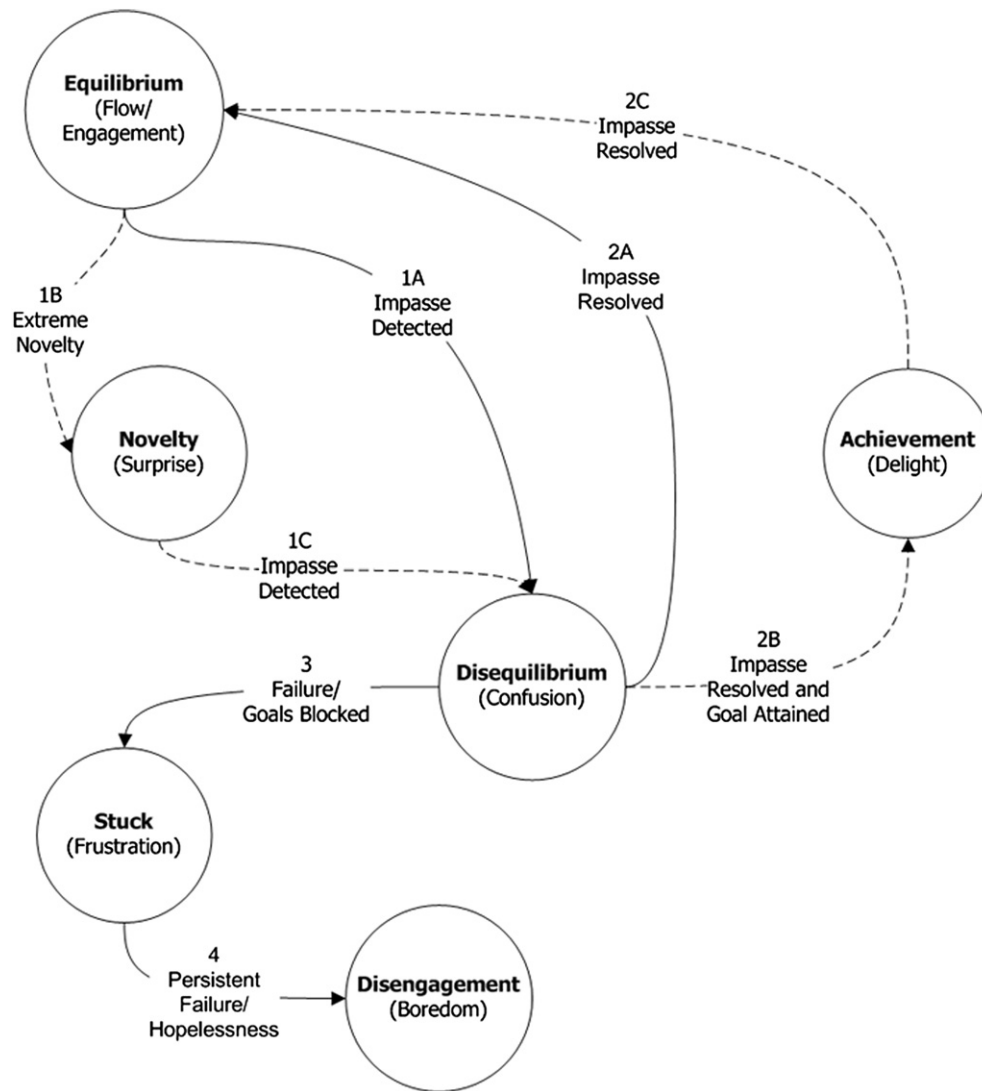 Equilibrium
(Flow/
Engagement)
2C
Impasse
Resolved
2A
Impasse
Resolved
1A
Impasse
Detected
1B
Extreme
Novelty
Novelty
(Surprise)
Achievement
(Delight)
1C
Impasse
Detected
Disequilibrium
(Confusion)
2B
Impasse
Resolved and
Goal Attained
3
Failure/
Goals Blocked
Stuck
(Frustration)
4
Persistent
Failure/
Hopelessness
Disengagement
(Boredom)